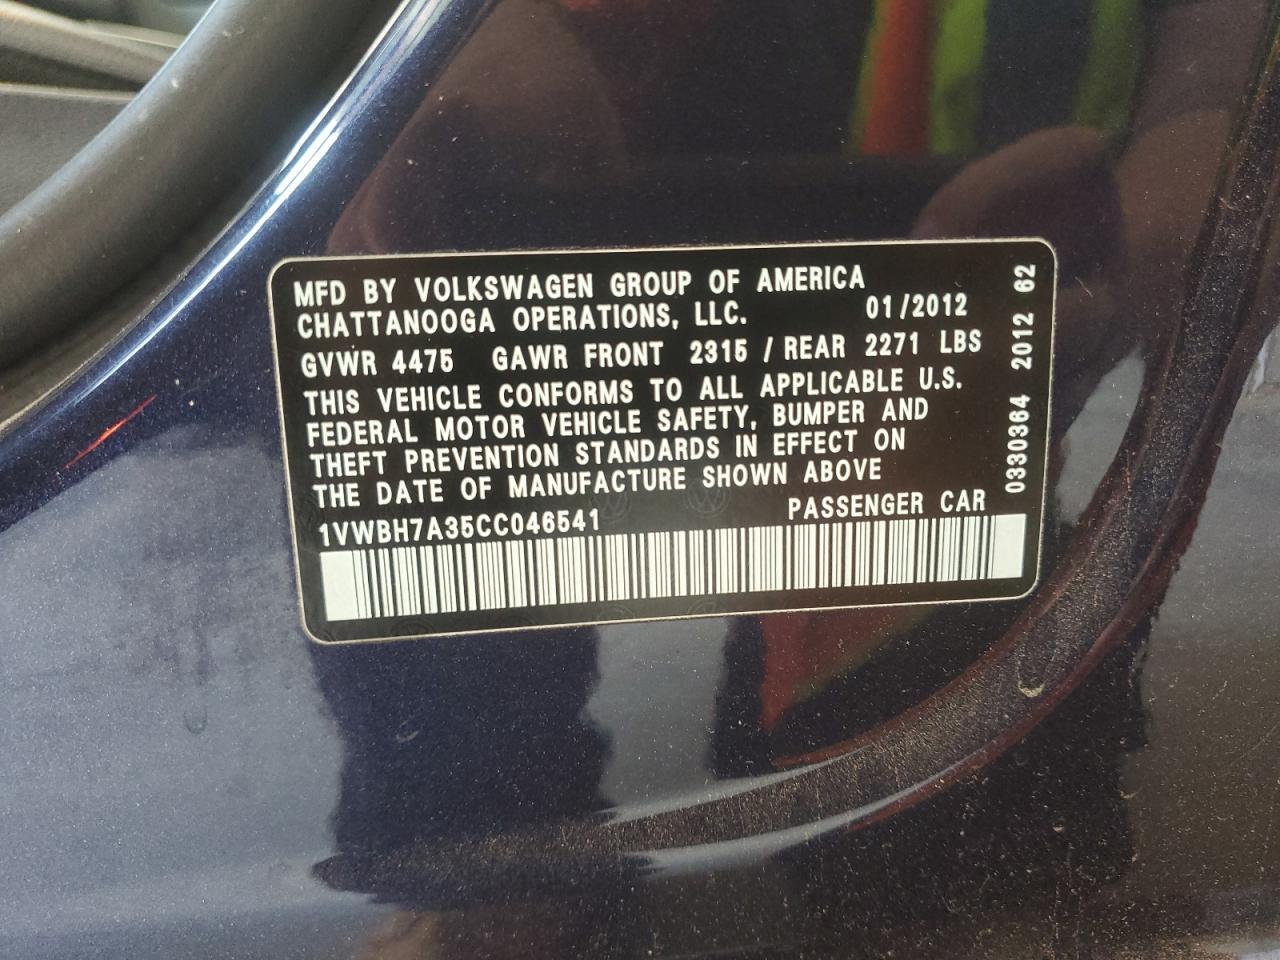 MFD BY VOLKSWAGEN GROUP OF AMERICA
CHATTANOOGA OPERATIONS, LLC. 01/2012
GVWR 4475 GAWR FRONT 2315 / REAR 2271 LBS
THIS VEHICLE CONFORMS TO ALL APPLICABLE U.S.
FEDERAL MOTOR VEHICLE SAFETY, BUMPER AND
THEFT PREVENTION STANDARDS IN EFFECT ON
THE DATE OF MANUFACTURE SHOWN ABOVE
1VWBH7A35CC046541 PASSENGER CAR
0330364 2012 62